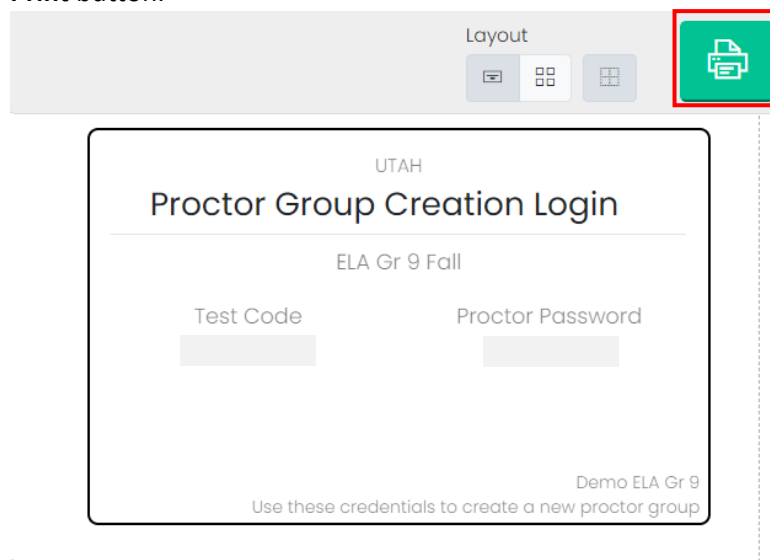 Layout
UTAH
Proctor Group Creation Login
ELA Gr 9 Fall
Test Code Proctor Password
Demo ELA Gr 9
Use these credentials to create a new proctor group